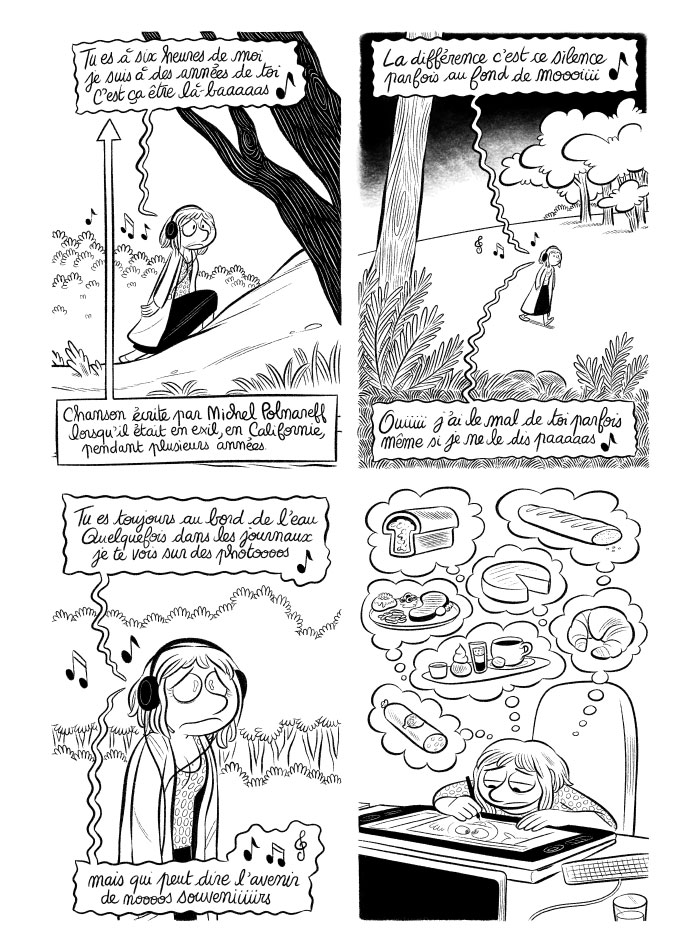 Tu es à six heures de moi
je suis à des années de toi
C'est ça être là-baaaaas
Chanson écrite par Michel Polnareff
lorsqu'il était en exil, en Californie,
pendant plusieurs années.
La différence c'est ce silence
parfois au fond de moooiiii
Ouiiiii j'ai le mal de toi parfois
même si je ne le dis paaaaas
Tu es toujours au bord de l'eau
Quelquefois dans les journaux
je te vois sur des photoooos
mais qui peut dire l'avenir
de noooos souveniiiiirs